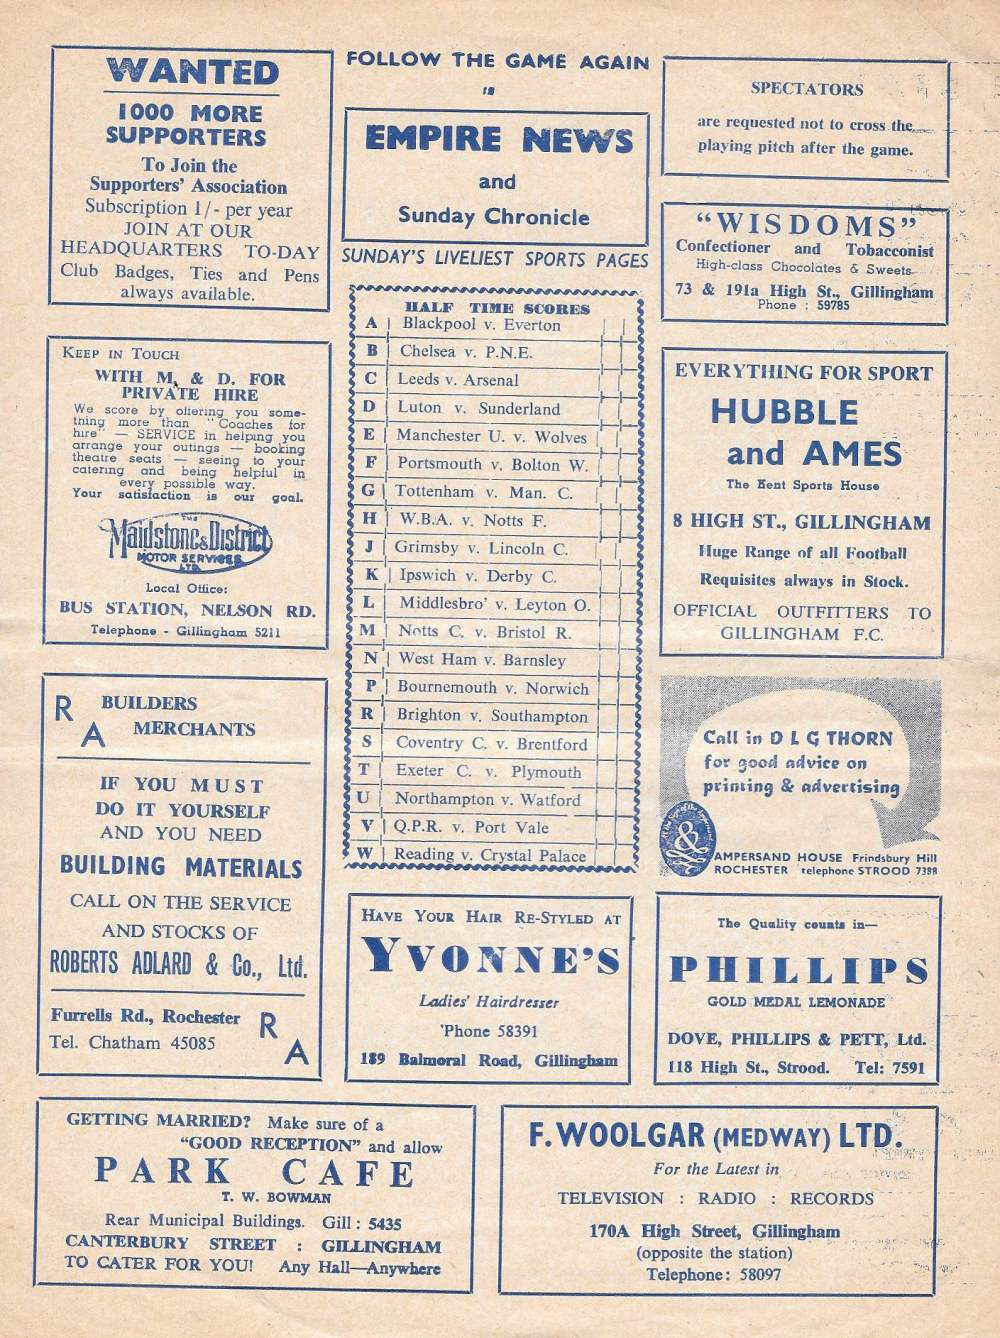 WANTED
1000 MORE
SUPPORTERS
To Join the
Supporters' Association
Subscription 1/- per year
JOIN AT OUR
HEADQUARTERS TO-DAY
Club Badges, Ties and Pens
always available.
KEEP IN TOUCH
WITH M. & D. FOR
PRIVATE HIRE
We score by offering you some-
thing more than "Coaches for
hire" — SERVICE in helping you
arrange your outings — booking
theatre seats — seeing to your
catering and being helpful in
every possible way.
Your satisfaction is our goal.
THE
Maidstone & District
MOTOR SERVICES
LTD.
Local Office:
BUS STATION, NELSON RD.
Telephone - Gillingham 5211
R A
BUILDERS
MERCHANTS
IF YOU MUST
DO IT YOURSELF
AND YOU NEED
BUILDING MATERIALS
CALL ON THE SERVICE
AND STOCKS OF
ROBERTS ADLARD & Co., Ltd.
Furrells Rd., Rochester
Tel. Chatham 45085
R A
FOLLOW THE GAME AGAIN
in
EMPIRE NEWS
and
Sunday Chronicle
SUNDAY'S LIVELIEST SPORTS PAGES
HALF TIME SCORES
A Blackpool v. Everton
B Chelsea v. P.N.E.
C Leeds v. Arsenal
D Luton v. Sunderland
E Manchester U. v. Wolves
F Portsmouth v. Bolton W.
G Tottenham v. Man. C.
H W.B.A. v. Notts F.
J Grimsby v. Lincoln C.
K Ipswich v. Derby C.
L Middlesbro' v. Leyton O.
M Notts C. v. Bristol R.
N West Ham v. Barnsley
P Bournemouth v. Norwich
R Brighton v. Southampton
S Coventry C. v. Brentford
T Exeter C. v. Plymouth
U Northampton v. Watford
V Q.P.R. v. Port Vale
W Reading v. Crystal Palace
HAVE YOUR HAIR RE-STYLED AT
YVONNE'S
Ladies' Hairdresser
'Phone 58391
189 Balmoral Road, Gillingham
SPECTATORS
are requested not to cross the
playing pitch after the game.
"WISDOMS"
Confectioner and Tobacconist
High-class Chocolates & Sweets
73 & 191a High St., Gillingham
Phone : 59785
EVERYTHING FOR SPORT
HUBBLE
and AMES
The Kent Sports House
8 HIGH ST., GILLINGHAM
Huge Range of all Football
Requisites always in Stock.
OFFICIAL OUTFITTERS TO
GILLINGHAM F.C.
Call in D L G THORN
for good advice on
printing & advertising
&
AMPERSAND HOUSE Frindsbury Hill
ROCHESTER telephone STROOD 7388
The Quality counts in—
PHILLIPS
GOLD MEDAL LEMONADE
DOVE, PHILLIPS & PETT, Ltd.
118 High St., Strood. Tel: 7591
GETTING MARRIED? Make sure of a
"GOOD RECEPTION" and allow
PARK CAFE
T. W. BOWMAN
Rear Municipal Buildings. Gill : 5435
CANTERBURY STREET : GILLINGHAM
TO CATER FOR YOU! Any Hall—Anywhere
F. WOOLGAR (MEDWAY) LTD.
For the Latest in
TELEVISION : RADIO : RECORDS
170A High Street, Gillingham
(opposite the station)
Telephone: 58097